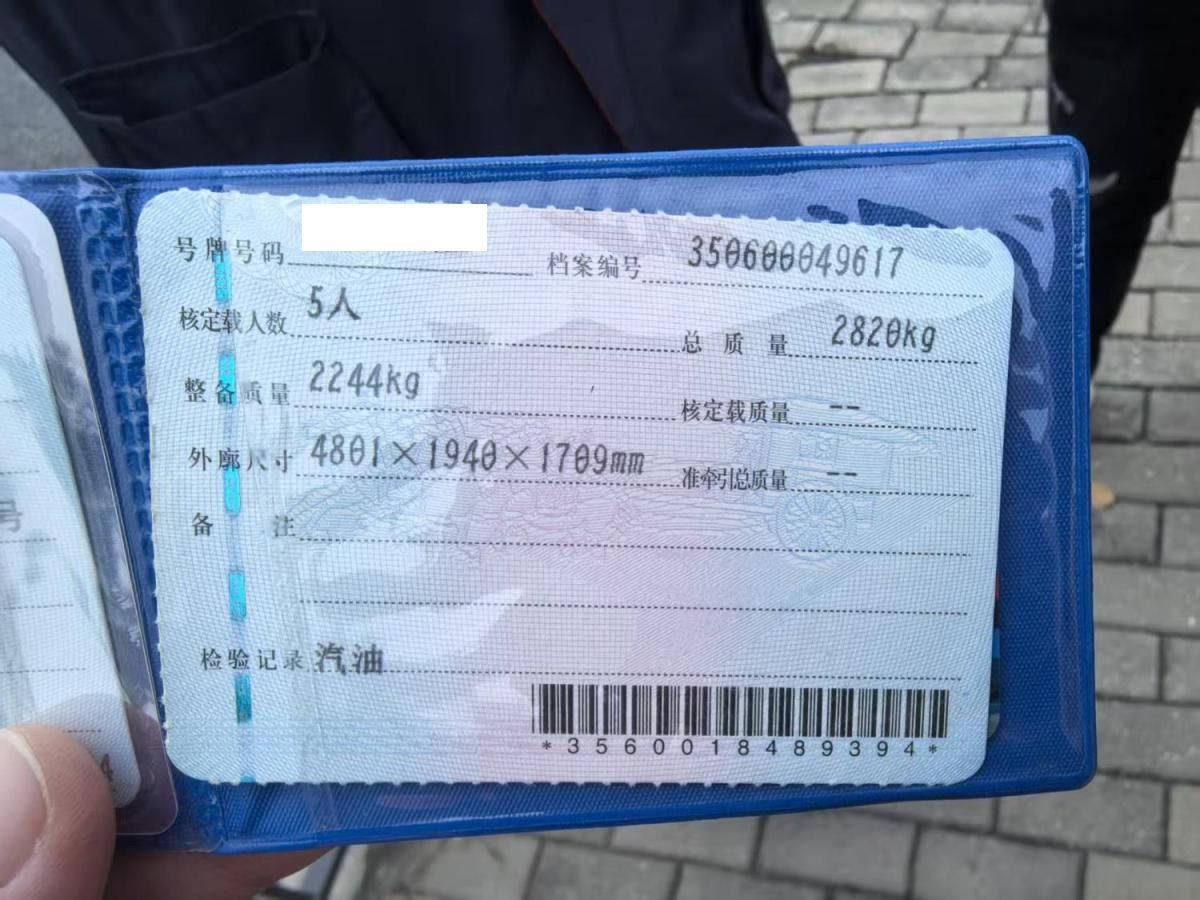 号牌号码 档案编号 350600049617
核定载人数 5人 总质量 2820kg
整备质量 2244kg 核定载质量 --
外廓尺寸 4801×1940×1709mm 准牵引总质量 --
备注
检验记录 汽油
*3560018489394*
号
4